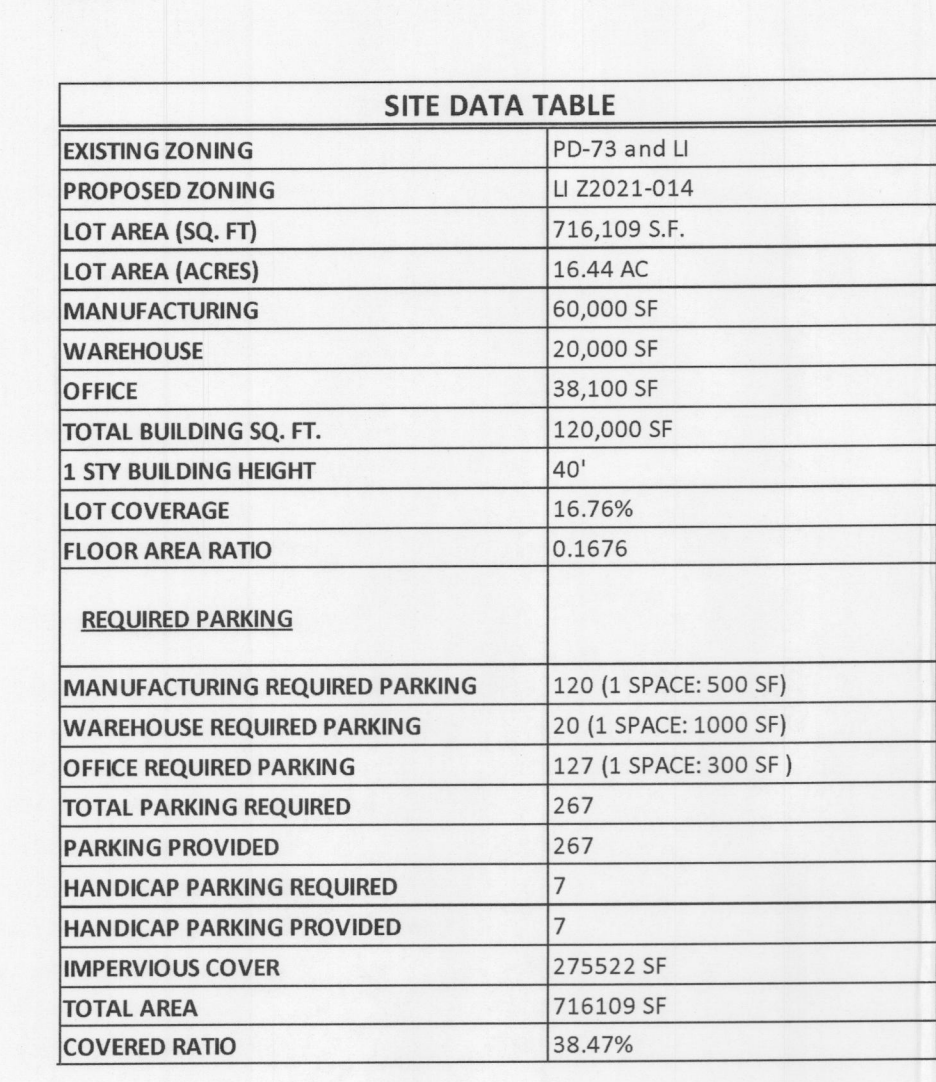 SITE DATA TABLE
EXISTING ZONING PD-73 and LI
PROPOSED ZONING LI Z2021-014
LOT AREA (SQ. FT) 716,109 S.F.
LOT AREA (ACRES) 16.44 AC
MANUFACTURING 60,000 SF
WAREHOUSE 20,000 SF
OFFICE 38,100 SF
TOTAL BUILDING SQ. FT. 120,000 SF
1 STY BUILDING HEIGHT 40'
LOT COVERAGE 16.76%
FLOOR AREA RATIO 0.1676
REQUIRED PARKING
MANUFACTURING REQUIRED PARKING 120 (1 SPACE: 500 SF)
WAREHOUSE REQUIRED PARKING 20 (1 SPACE: 1000 SF)
OFFICE REQUIRED PARKING 127 (1 SPACE: 300 SF )
TOTAL PARKING REQUIRED 267
PARKING PROVIDED 267
HANDICAP PARKING REQUIRED 7
HANDICAP PARKING PROVIDED 7
IMPERVIOUS COVER 275522 SF
TOTAL AREA 716109 SF
COVERED RATIO 38.47%